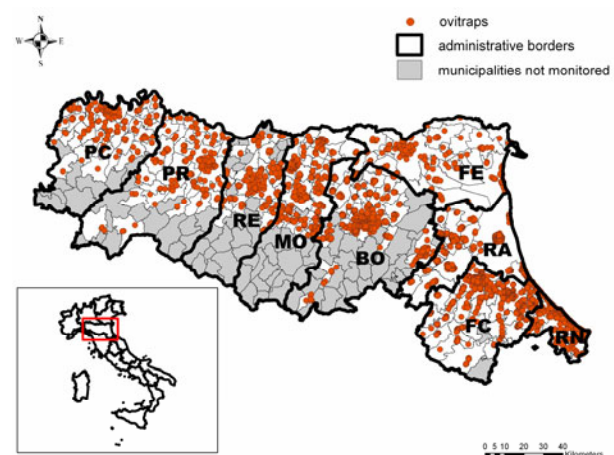 N
W E
S
ovitraps
administrative borders
municipalities not monitored
PC
PR
RE
MO
BO
FE
RA
FC
RN
0 5 10 20 30 40
Kilometers